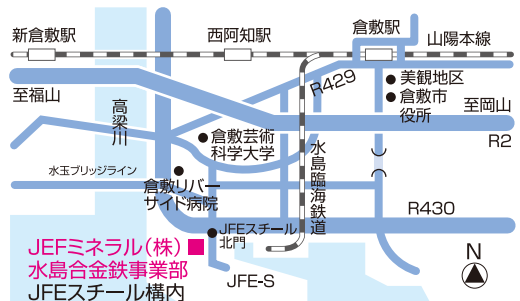 新倉敷駅
西阿知駅
倉敷駅
山陽本線
R429
美観地区
倉敷市
役所
至福山
至岡山
高梁川
R2
倉敷芸術
科学大学
水島臨海鉄道
水玉ブリッジライン
倉敷リバー
サイド病院
R430
JFEスチール
北門
JEFミネラル(株)
水島合金鉄事業部
JFEスチール構内
JFE-S
N